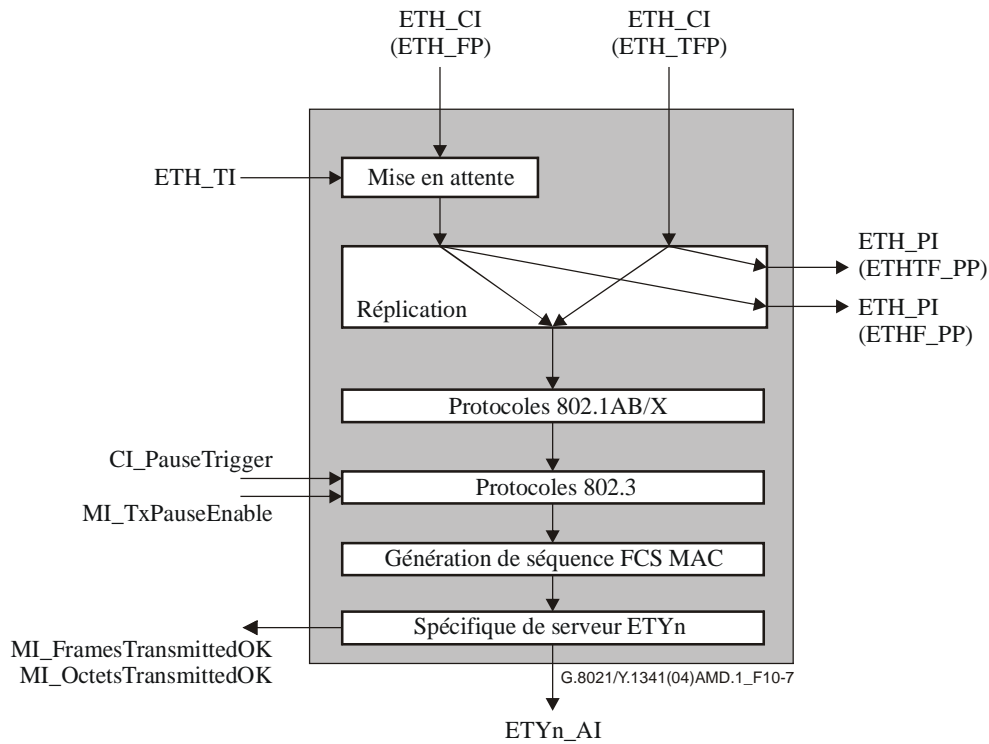 ETH_CI
(ETH_FP)
ETH_CI
(ETH_TFP)
ETH_TI
Mise en attente
ETH_PI
(ETHTF_PP)
Réplication
ETH_PI
(ETHF_PP)
Protocoles 802.1AB/X
CI_PauseTrigger
Protocoles 802.3
MI_TxPauseEnable
Génération de séquence FCS MAC
Spécifique de serveur ETYn
MI_FramesTransmittedOK
MI_OctetsTransmittedOK
G.8021/Y.1341(04)AMD.1_F10-7
ETYn_AI